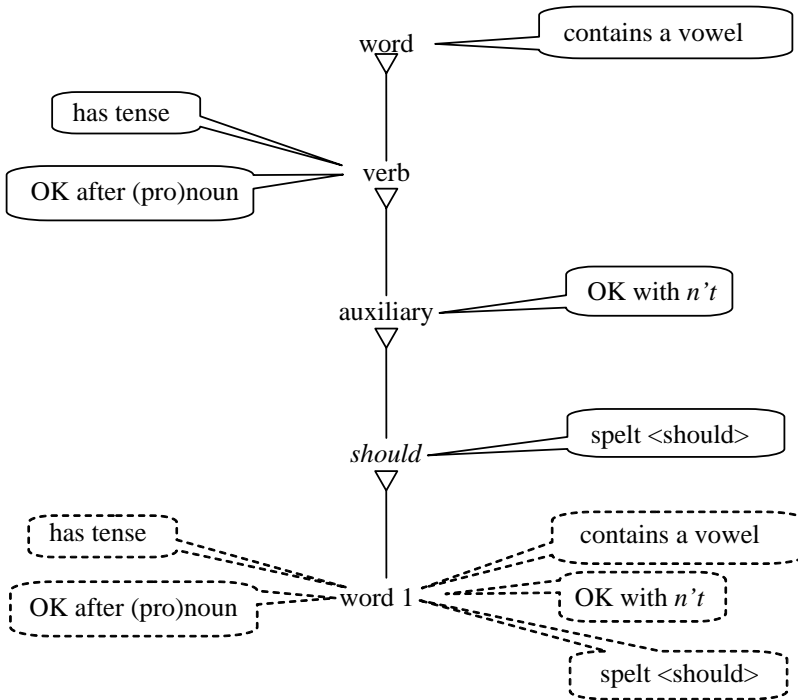 word
contains a vowel
has tense
verb
OK after (pro)noun
auxiliary
OK with n’t
should
spelt <should>
has tense
contains a vowel
OK after (pro)noun
word 1
OK with n’t
spelt <should>